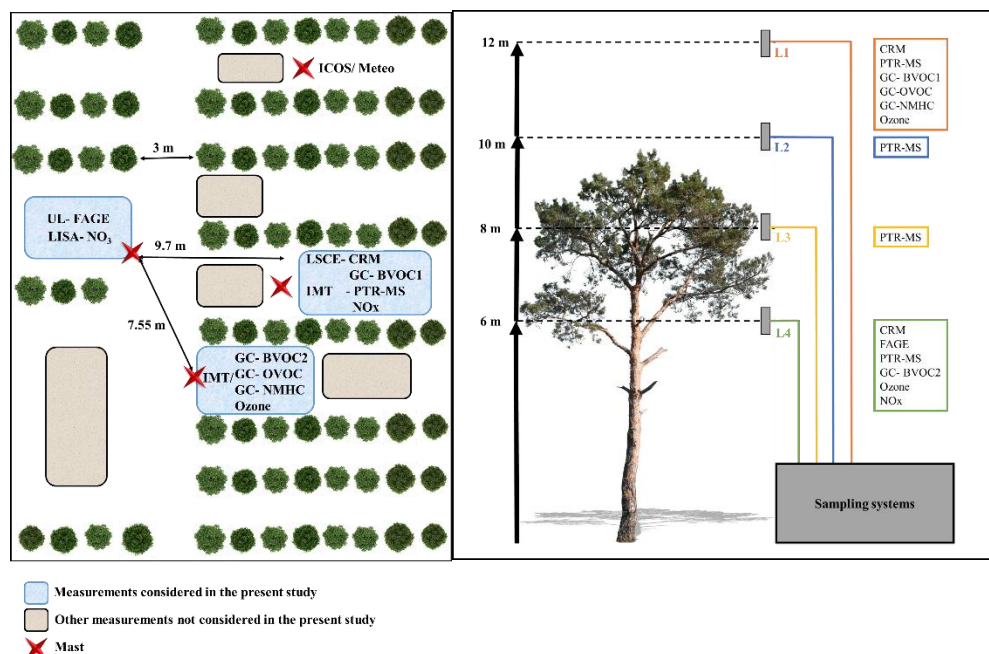 ICOS/ Meteo
3 m
UL- FAGE
LISA- NO₃
9.7 m
LSCE- CRM
GC- BVOC1
IMT - PTR-MS
NOx
7.55 m
IMT/
GC- BVOC2
GC- OVOC
GC- NMHC
Ozone
12 m
L1
CRM
PTR-MS
GC- BVOC1
GC-OVOC
GC-NMHC
Ozone
10 m
L2
PTR-MS
8 m
L3
PTR-MS
6 m
L4
CRM
FAGE
PTR-MS
GC- BVOC2
Ozone
NOx
Sampling systems
Measurements considered in the present study
Other measurements not considered in the present study
Mast